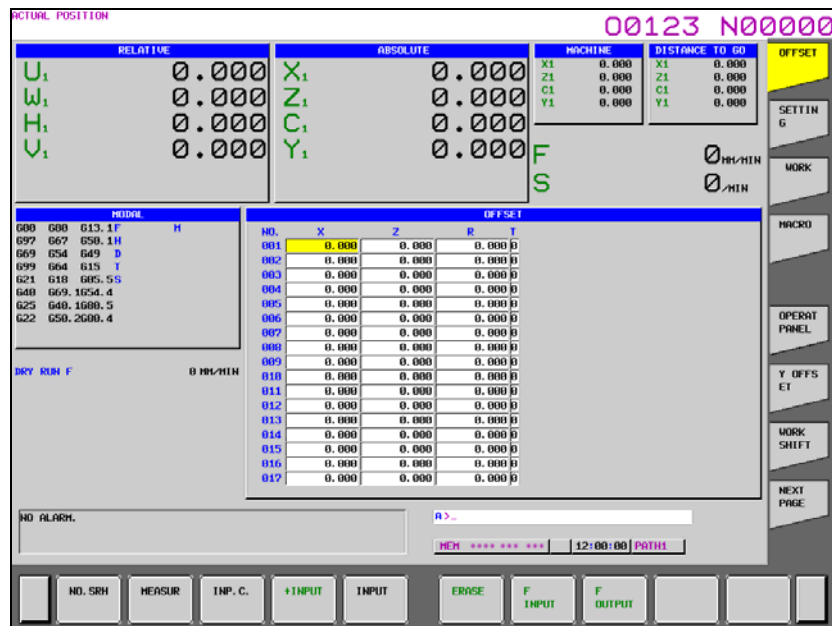 ACTUAL POSITION
O0123 N00000
RELATIVE
U1 0.000
W1 0.000
H1 0.000
V1 0.000
ABSOLUTE
X1 0.000
Z1 0.000
C1 0.000
Y1 0.000
MACHINE
X1 0.000
Z1 0.000
C1 0.000
Y1 0.000
DISTANCE TO GO
X1 0.000
Z1 0.000
C1 0.000
Y1 0.000
F 0 MM/MIN
S 0 /MIN
MODAL
G00 G80 G13.1 F M
G97 G67 G50.1 H
G69 G54 G49 D
G99 G64 G15 T
G21 G18 G05.5 S
G40 G69.1 G54.4
G25 G40.1 G08.5
G22 G50.2 G00.4
DRY RUN F 0 MM/MIN
OFFSET
NO. X Z R T
001 0.000 0.000 0.000 0
002 0.000 0.000 0.000 0
003 0.000 0.000 0.000 0
004 0.000 0.000 0.000 0
005 0.000 0.000 0.000 0
006 0.000 0.000 0.000 0
007 0.000 0.000 0.000 0
008 0.000 0.000 0.000 0
009 0.000 0.000 0.000 0
010 0.000 0.000 0.000 0
011 0.000 0.000 0.000 0
012 0.000 0.000 0.000 0
013 0.000 0.000 0.000 0
014 0.000 0.000 0.000 0
015 0.000 0.000 0.000 0
016 0.000 0.000 0.000 0
017 0.000 0.000 0.000 0
OFFSET
SETTIN
G
WORK
MACRO
OPERAT
PANEL
Y OFFS
ET
WORK
SHIFT
NEXT
PAGE
NO ALARM.
A>_
MEM **** *** *** 12:00:00 PATH1
NO.SRH
MEASUR
INP.C.
+INPUT
INPUT
ERASE
F
INPUT
F
OUTPUT